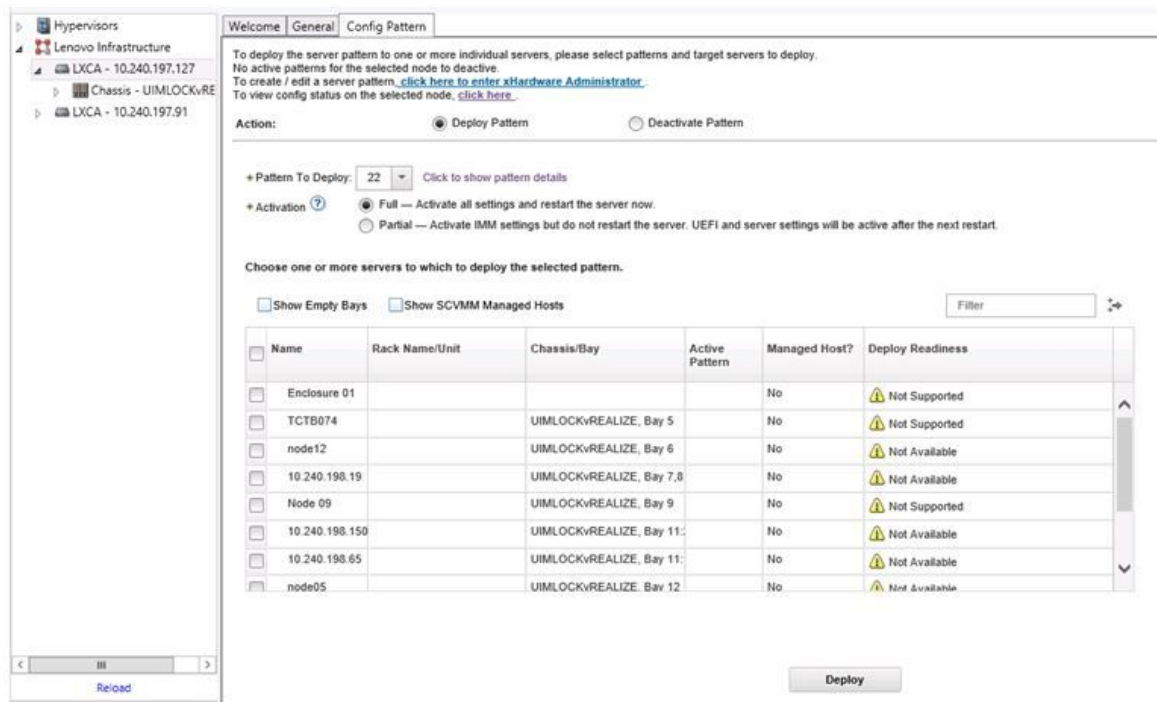 Hypervisors
Lenovo Infrastructure
LXCA - 10.240.197.127
Chassis - UIMLOCKvRE
LXCA - 10.240.197.91
Reload
Welcome General Config Pattern
To deploy the server pattern to one or more individual servers, please select patterns and target servers to deploy.
No active patterns for the selected node to deactive.
To create / edit a server pattern, click here to enter xHardware Administrator .
To view config status on the selected node, click here .
Action: Deploy Pattern Deactivate Pattern
+ Pattern To Deploy: 22 Click to show pattern details
+ Activation ? Full — Activate all settings and restart the server now.
Partial — Activate IMM settings but do not restart the server. UEFI and server settings will be active after the next restart.
Choose one or more servers to which to deploy the selected pattern.
Show Empty Bays Show SCVMM Managed Hosts Filter
Name Rack Name/Unit Chassis/Bay Active Pattern Managed Host? Deploy Readiness
Enclosure 01 No Not Supported
TCTB074 UIMLOCKvREALIZE, Bay 5 No Not Supported
node12 UIMLOCKvREALIZE, Bay 6 No Not Available
10.240.198.19 UIMLOCKvREALIZE, Bay 7,8 No Not Available
Node 09 UIMLOCKvREALIZE, Bay 9 No Not Supported
10.240.198.150 UIMLOCKvREALIZE, Bay 11: No Not Available
10.240.198.65 UIMLOCKvREALIZE, Bay 11: No Not Available
node05 UIMLOCKvREALIZE, Bay 12 No Not Available
Deploy